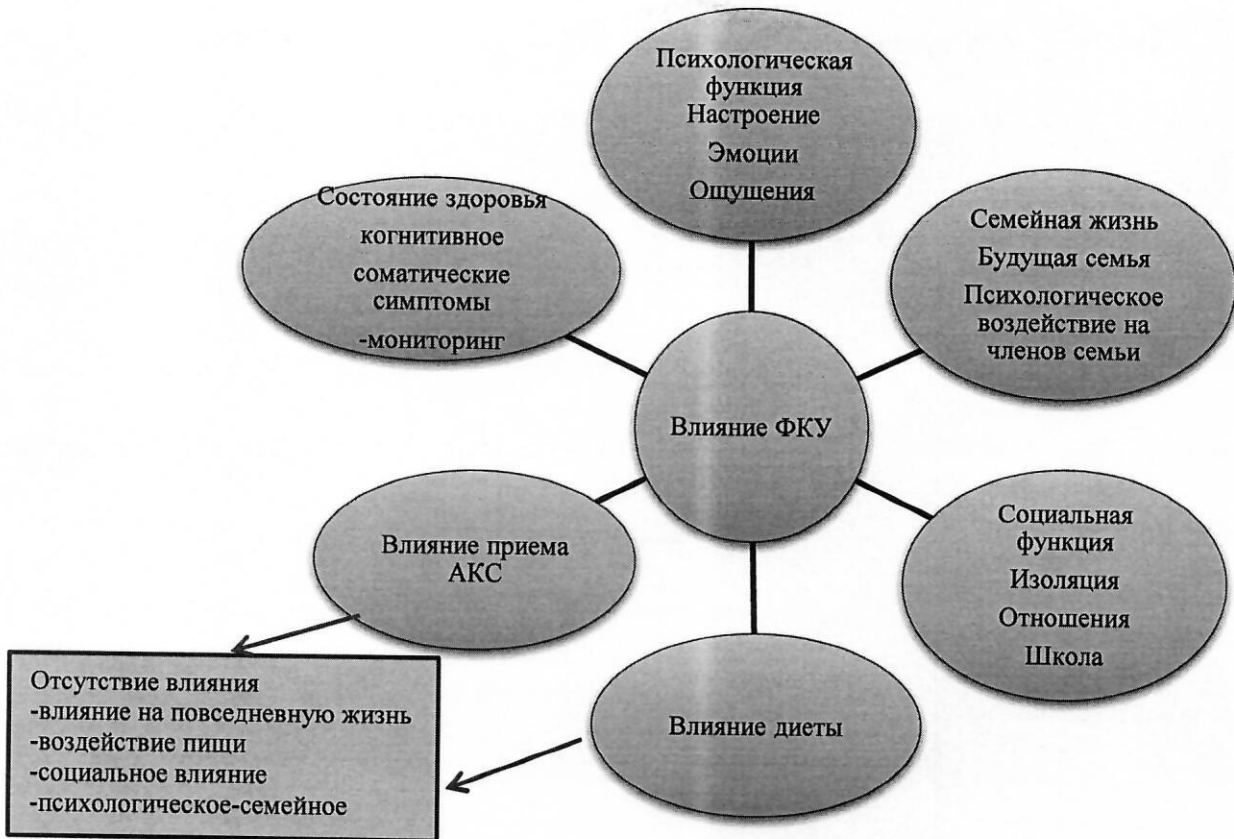 Психологическая
функция
Настроение
Эмоции
Ощущения
Состояние здоровья
когнитивное
соматические
симптомы
-мониторинг
Семейная жизнь
Будущая семья
Психологическое
воздействие на
членов семьи
Влияние ФКУ
Влияние приема
АКС
Социальная
функция
Изоляция
Отношения
Школа
Влияние диеты
Отсутствие влияния
-влияние на повседневную жизнь
-воздействие пищи
-социальное влияние
-психологическое-семейное